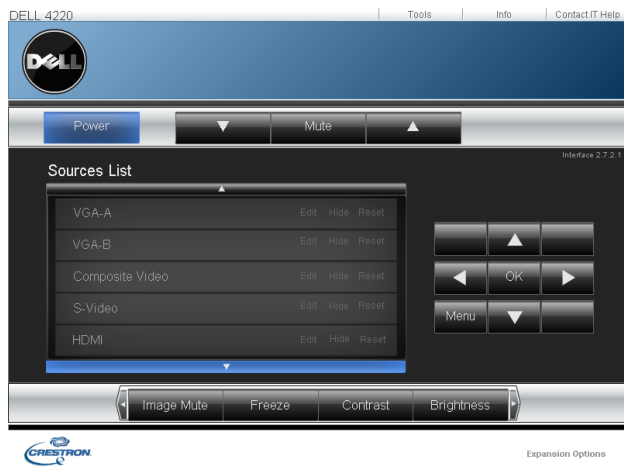 DELL 4220
Tools Info Contact IT Help
DELL
Power Mute
Interface 2.7.2.1
Sources List
VGA-A Edit Hide Reset
VGA-B Edit Hide Reset
Composite Video Edit Hide Reset
S-Video Edit Hide Reset
HDMI Edit Hide Reset
OK
Menu
Image Mute Freeze Contrast Brightness
CRESTRON
Expansion Options